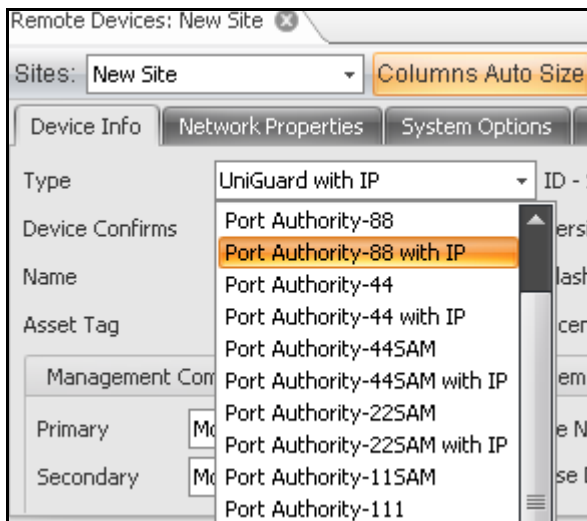 Remote Devices: New Site
Sites: New Site Columns Auto Size
Device Info Network Properties System Options
Type UniGuard with IP ID -
Device Confirms
Name
Asset Tag
Port Authority-88
Port Authority-88 with IP
Port Authority-44
Port Authority-44 with IP
Port Authority-44SAM
Port Authority-44SAM with IP
Port Authority-22SAM
Port Authority-22SAM with IP
Port Authority-11SAM
Port Authority-111
Management Com
Primary
Secondary